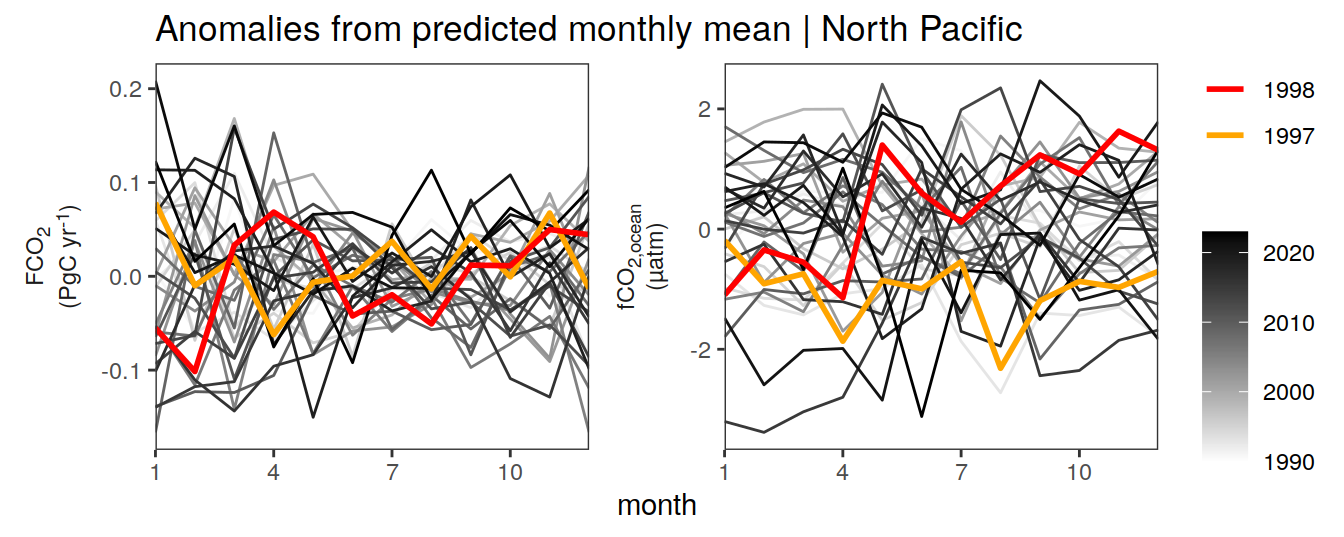 Anomalies from predicted monthly mean | North Pacific
FCO₂
(PgC yr⁻¹)
0.2
0.1
0.0
-0.1
1 4 7 10
fCO₂,ocean
(µatm)
2
0
-2
1 4 7 10
month
1998
1997
2020
2010
2000
1990